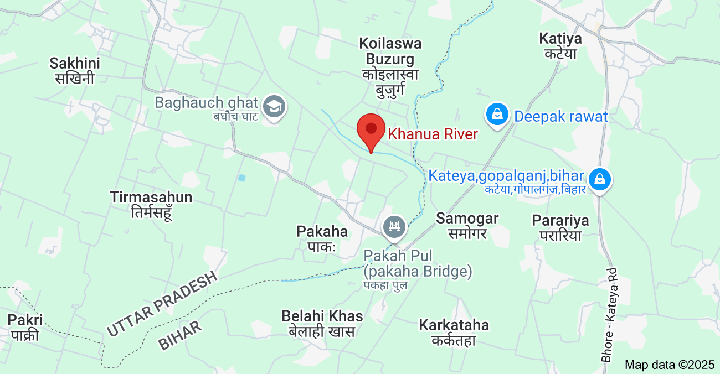 Koilaswa
Buzurg
कोइलास्वा
बुज़ुर्ग
Katiya
कटेया
Sakhini
सखिनी
Baghauch ghat
बघौच घाट
Deepak rawat
Khanua River
Kateya,gopalganj,bihar
कटेया,गोपालगंज,बिहार
Tirmasahun
तिर्मसहूँ
Pakaha
पाकः
Samogar
समोगर
Parariya
परारिया
Pakah Pul
(pakaha Bridge)
पकहा पुल
UTTAR PRADESH
BIHAR
Belahi Khas
बेलाही खास
Karkataha
कर्कतहा
Pakri
पाक्री
Bhore - Kateya Rd
Map data ©2025